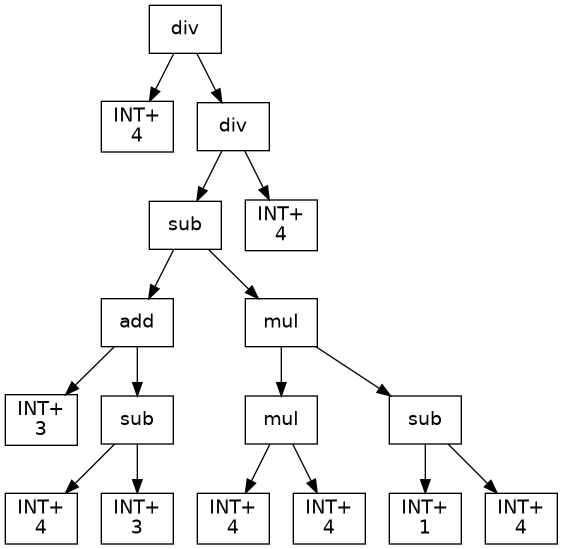 div
INT+
4
div
sub
INT+
4
add
mul
INT+
3
sub
mul
sub
INT+
4
INT+
3
INT+
4
INT+
4
INT+
1
INT+
4